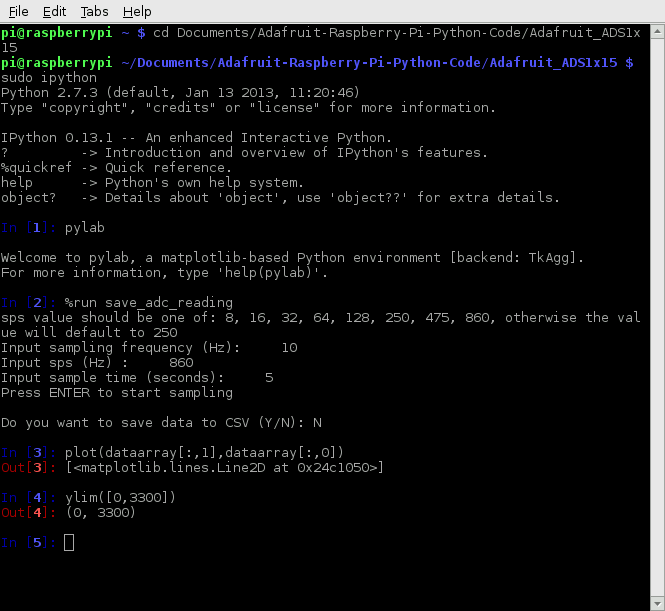 File Edit Tabs Help
pi@raspberrypi ~ $ cd Documents/Adafruit-Raspberry-Pi-Python-Code/Adafruit_ADS1x
15
pi@raspberrypi ~/Documents/Adafruit-Raspberry-Pi-Python-Code/Adafruit_ADS1x15 $
sudo ipython
Python 2.7.3 (default, Jan 13 2013, 11:20:46)
Type "copyright", "credits" or "license" for more information.
IPython 0.13.1 -- An enhanced Interactive Python.
?         -> Introduction and overview of IPython's features.
%quickref -> Quick reference.
help      -> Python's own help system.
object?   -> Details about 'object', use 'object??' for extra details.
In [1]: pylab
Welcome to pylab, a matplotlib-based Python environment [backend: TkAgg].
For more information, type 'help(pylab)'.
In [2]: %run save_adc_reading
sps value should be one of: 8, 16, 32, 64, 128, 250, 475, 860, otherwise the val
ue will default to 250
Input sampling frequency (Hz):     10
Input sps (Hz) :     860
Input sample time (seconds):     5
Press ENTER to start sampling
Do you want to save data to CSV (Y/N): N
In [3]: plot(dataarray[:,1],dataarray[:,0])
Out[3]: [<matplotlib.lines.Line2D at 0x24c1050>]
In [4]: ylim([0,3300])
Out[4]: (0, 3300)
In [5]: